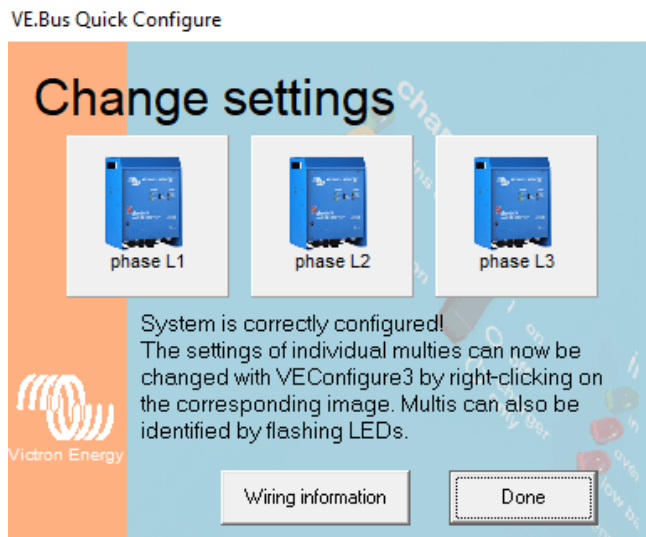 VE.Bus Quick Configure
Change settings
phase L1
phase L2
phase L3
System is correctly configured!
The settings of individual multies can now be
changed with VEConfigure3 by right-clicking on
the corresponding image. Multis can also be
identified by flashing LEDs.
Victron Energy
Wiring information
Done